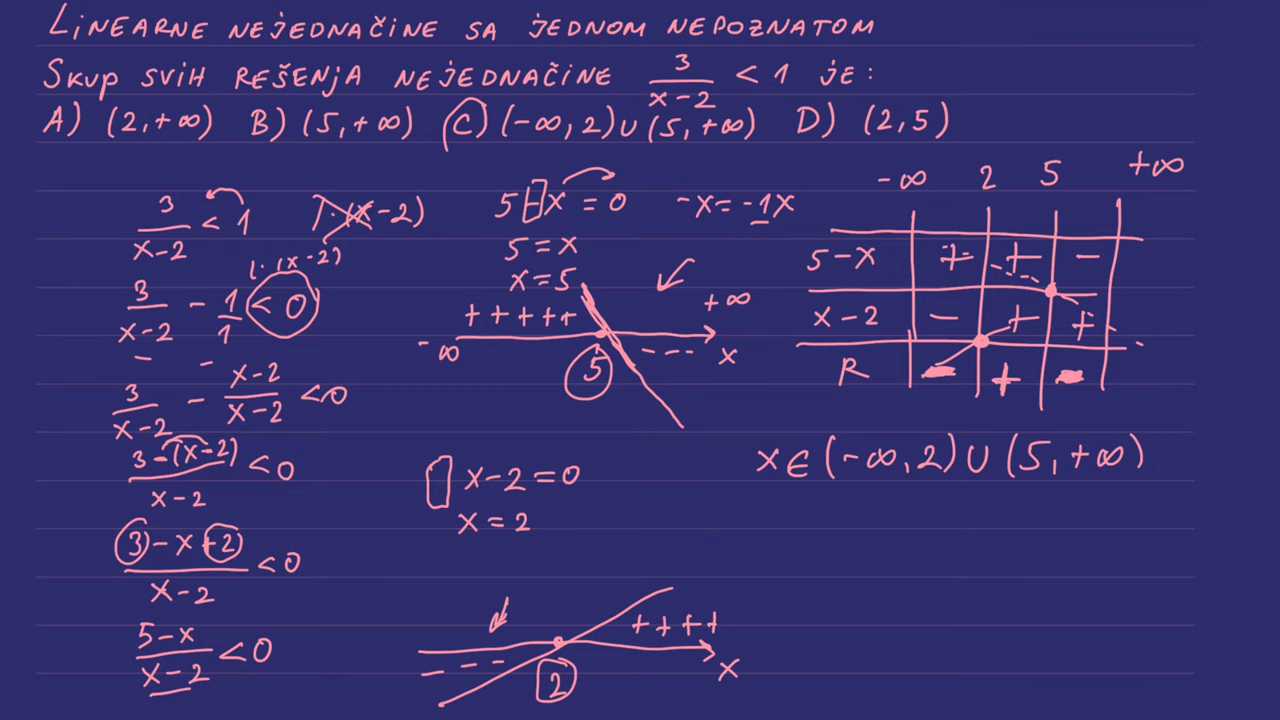 LINEARNE NEJEDNAČINE SA JEDNOM NEPOZNATOM
SKUP SVIH REŠENJA NEJEDNAČINE 3/(x-2) < 1 JE:
A) (2,+∞) B) (5,+∞) C) (-∞,2)∪(5,+∞) D) (2,5)
3/(x-2) < 1 /·(x-2)
/·(x-2)
3/(x-2) - 1/1 < 0
3/(x-2) - (x-2)/(x-2) < 0
(3-(x-2))/(x-2) < 0
(3-x+2)/(x-2) < 0
(5-x)/(x-2) < 0
5-x = 0 -x = -1x
5 = x
x = 5
+ + + + + +∞
-∞ 5 - - - x
x-2 = 0
x = 2
+ + + +
- - - 2 x
-∞ 2 5 +∞
5-x + + -
x-2 - + +
R - + -
x∈(-∞,2)∪(5,+∞)